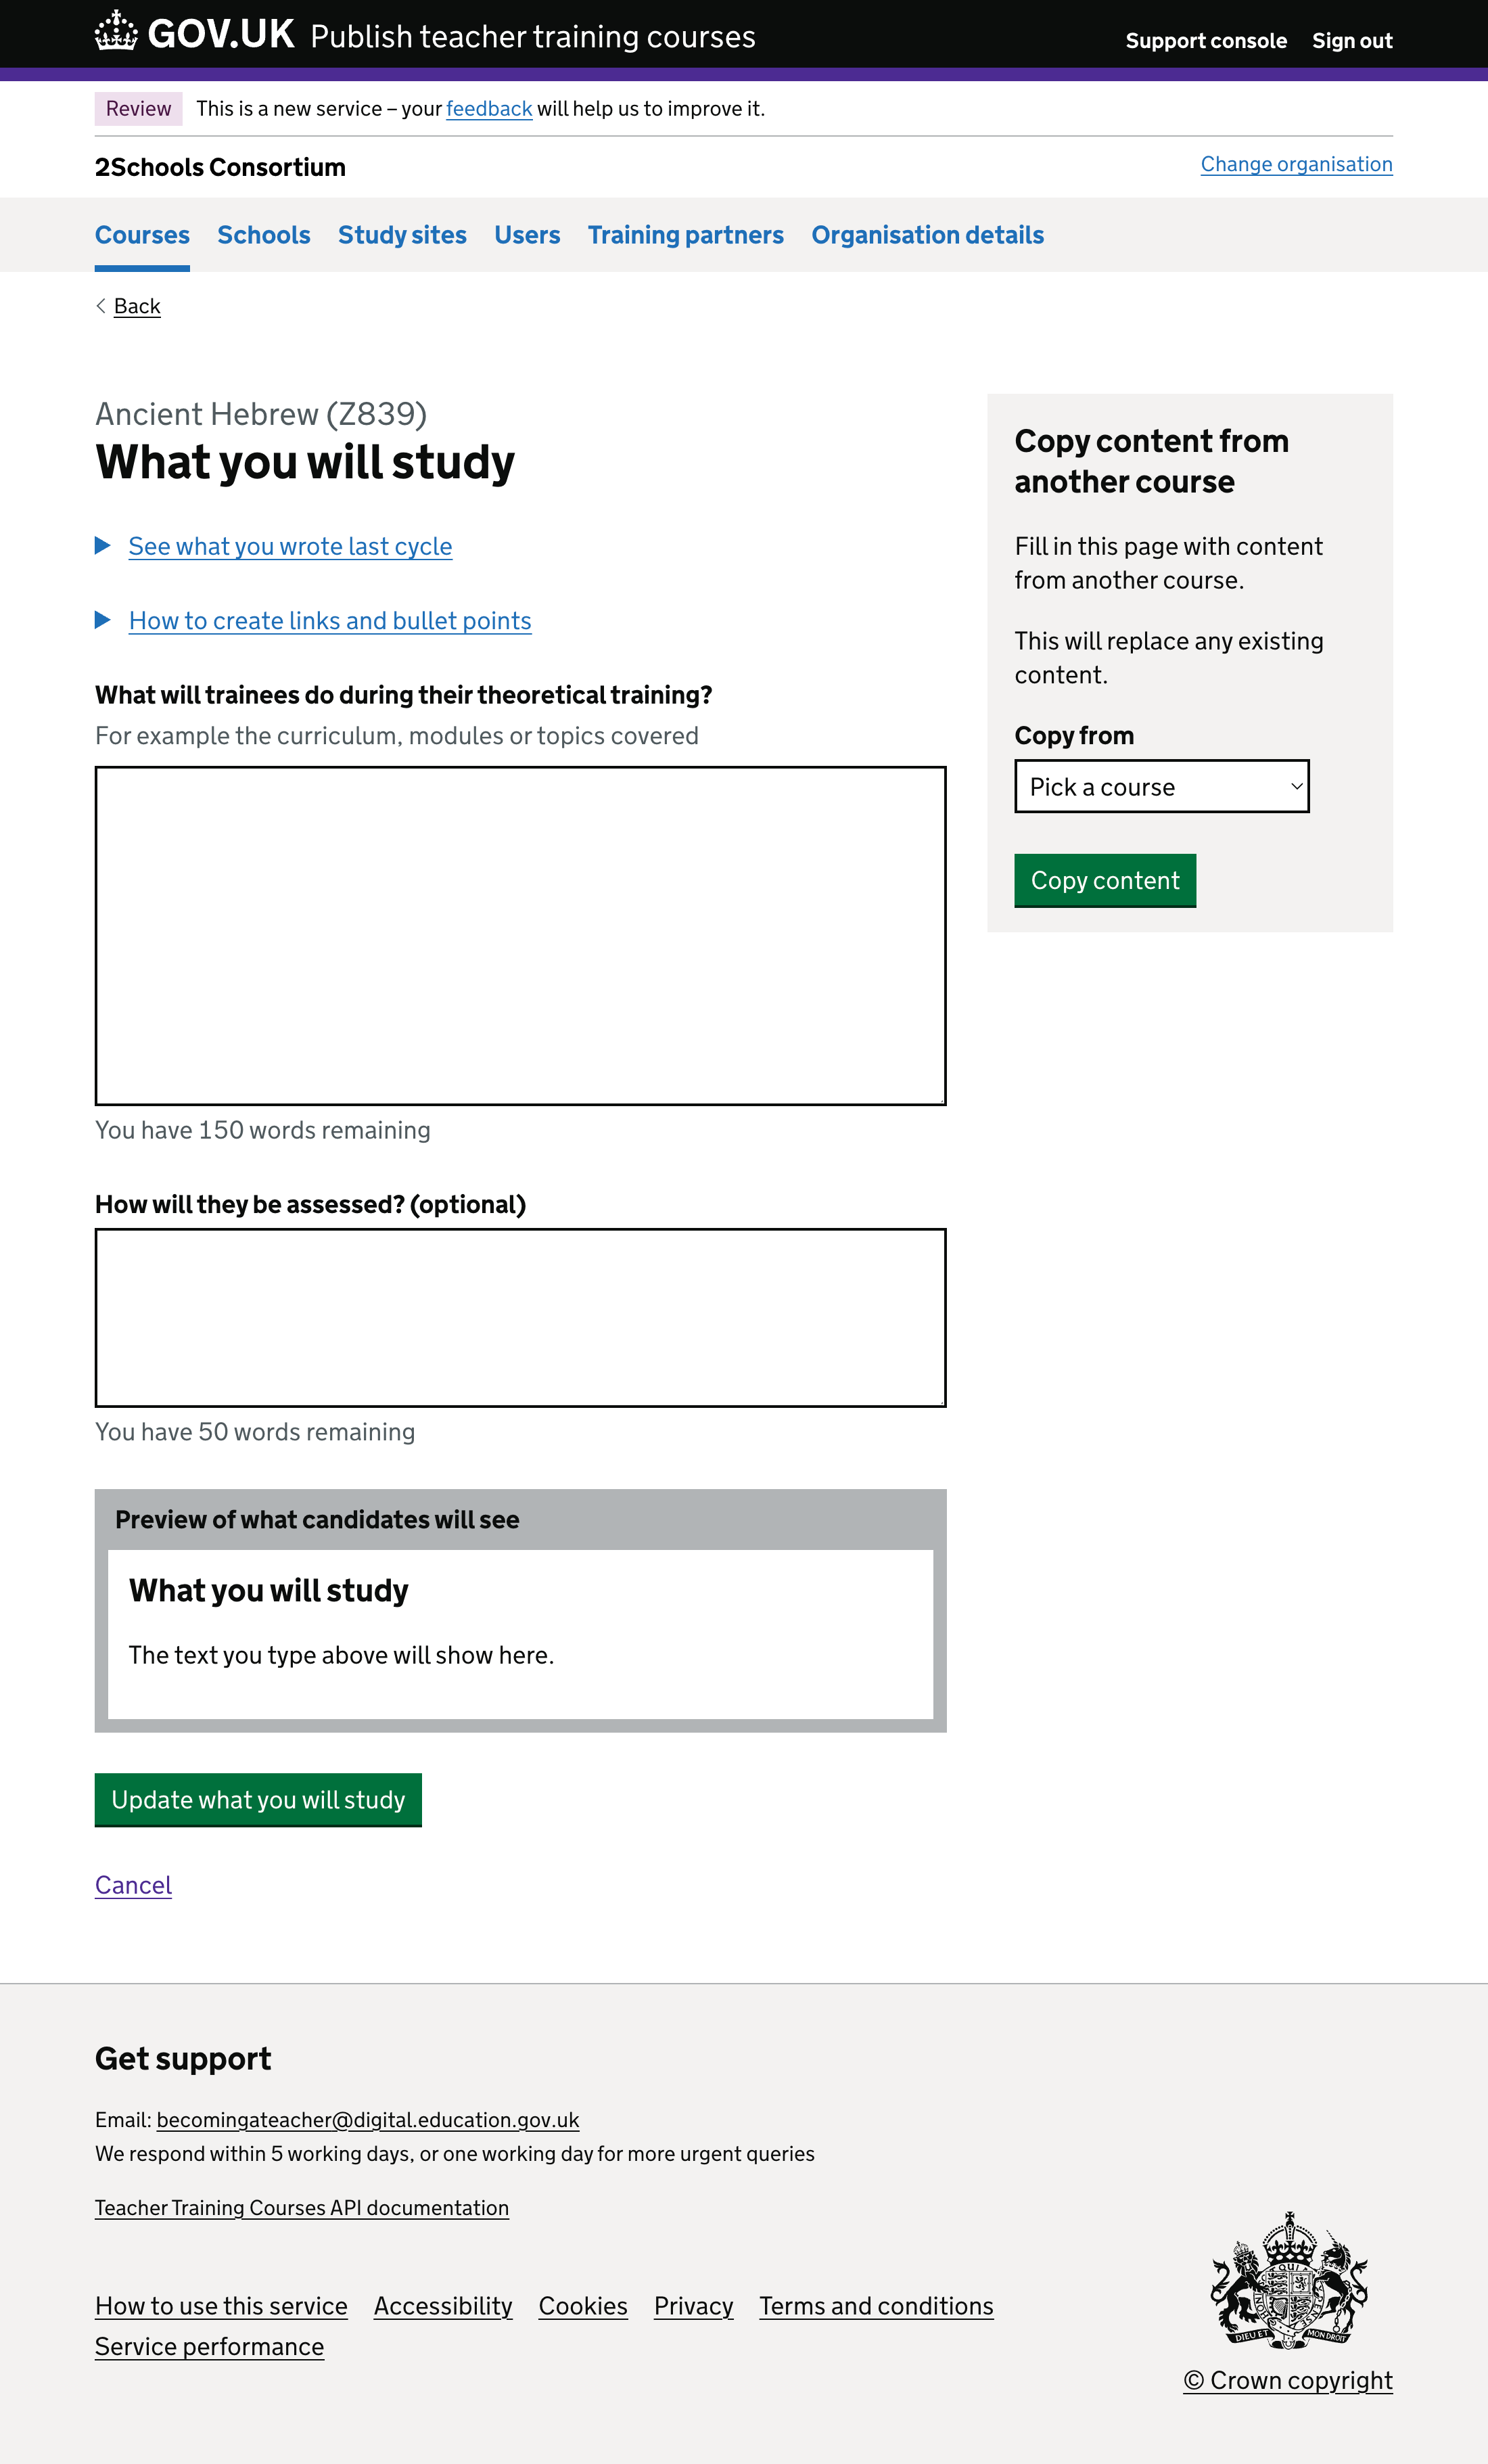 GOV.UK Publish teacher training courses
Support console Sign out
Review This is a new service – your feedback will help us to improve it.
2Schools Consortium
Change organisation
Courses Schools Study sites Users Training partners Organisation details
Back
Ancient Hebrew (Z839)
What you will study
See what you wrote last cycle
How to create links and bullet points
What will trainees do during their theoretical training?
For example the curriculum, modules or topics covered
You have 150 words remaining
How will they be assessed? (optional)
You have 50 words remaining
Preview of what candidates will see
What you will study
The text you type above will show here.
Update what you will study
Cancel
Copy content from
another course
Fill in this page with content
from another course.
This will replace any existing
content.
Copy from
Pick a course
Copy content
Get support
Email: becomingateacher@digital.education.gov.uk
We respond within 5 working days, or one working day for more urgent queries
Teacher Training Courses API documentation
How to use this service Accessibility Cookies Privacy Terms and conditions
Service performance
DIEU ET MON DROIT
© Crown copyright